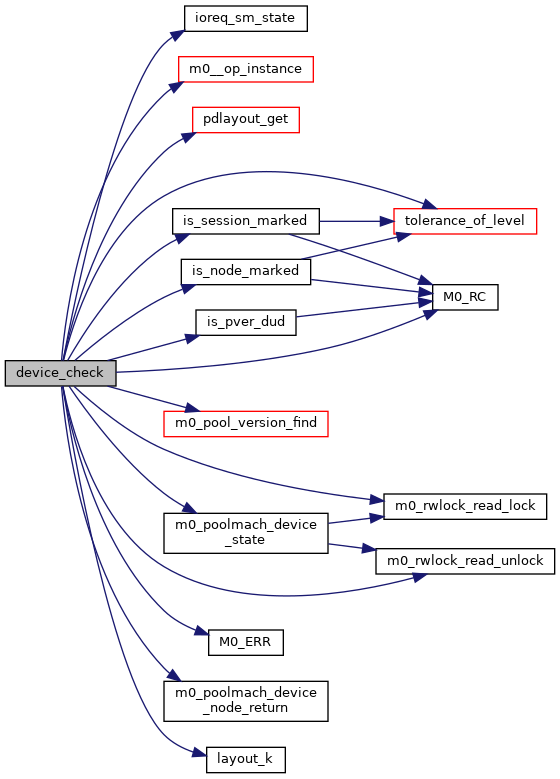 ioreq_sm_state
m0__op_instance
pdlayout_get
is_session_marked
tolerance_of_level
is_node_marked
M0_RC
is_pver_dud
device_check
m0_pool_version_find
m0_rwlock_read_lock
m0_poolmach_device
_state
m0_rwlock_read_unlock
M0_ERR
m0_poolmach_device
_node_return
layout_k